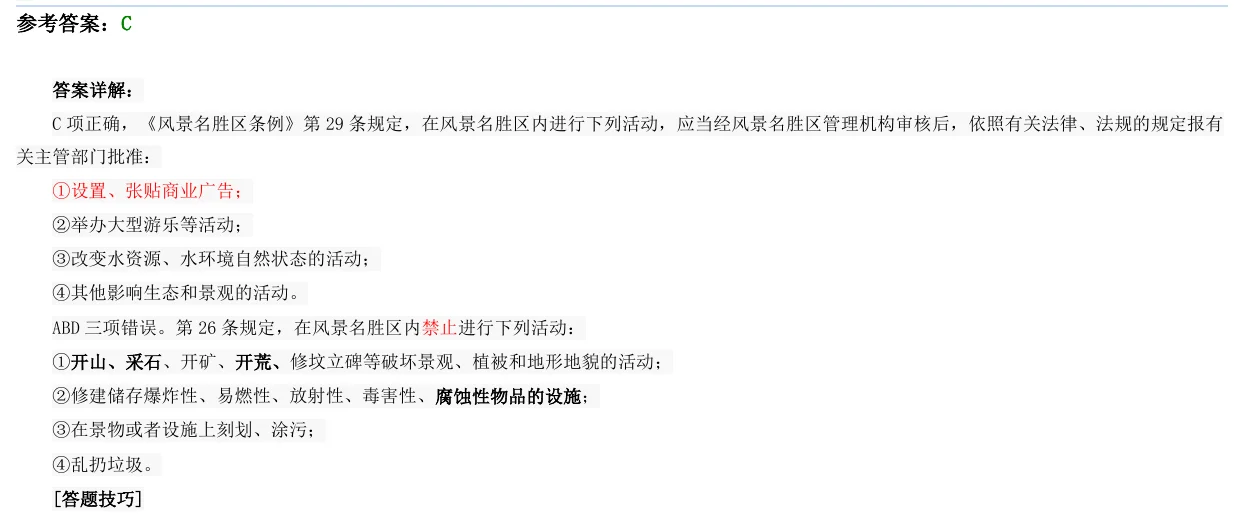 参考答案：C
答案详解：
C 项正确，《风景名胜区条例》第 29 条规定，在风景名胜区内进行下列活动，应当经风景名胜区管理机构审核后，依照有关法律、法规的规定报有
关主管部门批准：
①设置、张贴商业广告；
②举办大型游乐等活动；
③改变水资源、水环境自然状态的活动；
④其他影响生态和景观的活动。
ABD 三项错误。第 26 条规定，在风景名胜区内禁止进行下列活动：
①开山、采石、开矿、开荒、修坟立碑等破坏景观、植被和地形地貌的活动；
②修建储存爆炸性、易燃性、放射性、毒害性、腐蚀性物品的设施；
③在景物或者设施上刻划、涂污；
④乱扔垃圾。
[答题技巧]